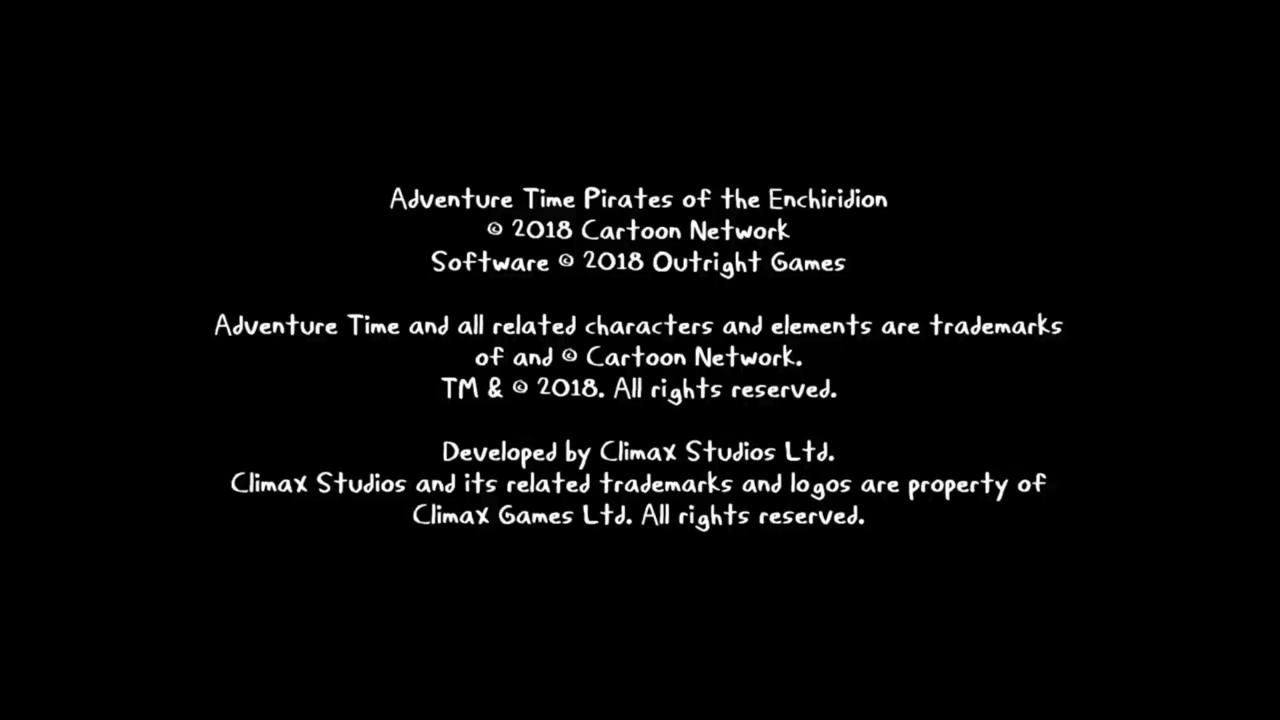 Adventure Time Pirates of the Enchiridion
© 2018 Cartoon Network
Software © 2018 Outright Games
Adventure Time and all related characters and elements are trademarks
of and © Cartoon Network.
TM & © 2018. All rights reserved.
Developed by Climax Studios Ltd.
Climax Studios and its related trademarks and logos are property of
Climax Games Ltd. All rights reserved.